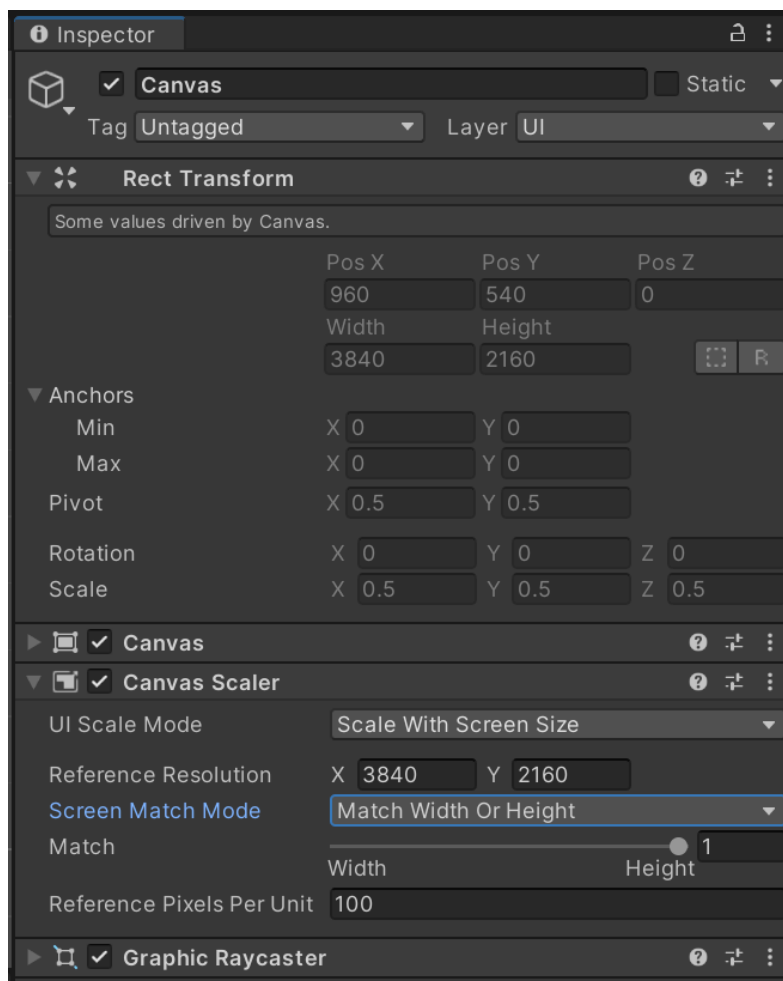 Inspector
Canvas Static
Tag Untagged Layer UI
Rect Transform
Some values driven by Canvas.
Pos X Pos Y Pos Z
960 540 0
Width Height
3840 2160 R
Anchors
Min X 0 Y 0
Max X 0 Y 0
Pivot X 0.5 Y 0.5
Rotation X 0 Y 0 Z 0
Scale X 0.5 Y 0.5 Z 0.5
Canvas
Canvas Scaler
UI Scale Mode Scale With Screen Size
Reference Resolution X 3840 Y 2160
Screen Match Mode Match Width Or Height
Match 1
Width Height
Reference Pixels Per Unit 100
Graphic Raycaster